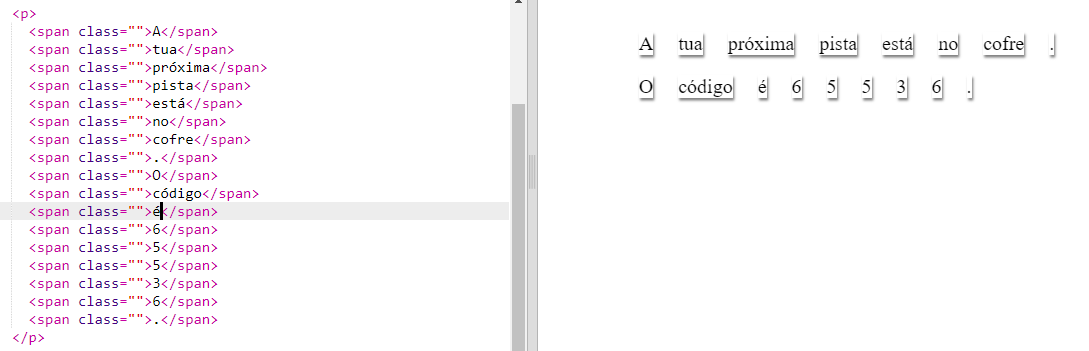 <p>
<span class="">A</span>
<span class="">tua</span>
<span class="">próxima</span>
<span class="">pista</span>
<span class="">está</span>
<span class="">no</span>
<span class="">cofre</span>
<span class="">.</span>
<span class="">O</span>
<span class="">código</span>
<span class="">é</span>
<span class="">6</span>
<span class="">5</span>
<span class="">5</span>
<span class="">3</span>
<span class="">6</span>
<span class="">.</span>
</p>
A tua próxima pista está no cofre .
O código é 6 5 5 3 6 .